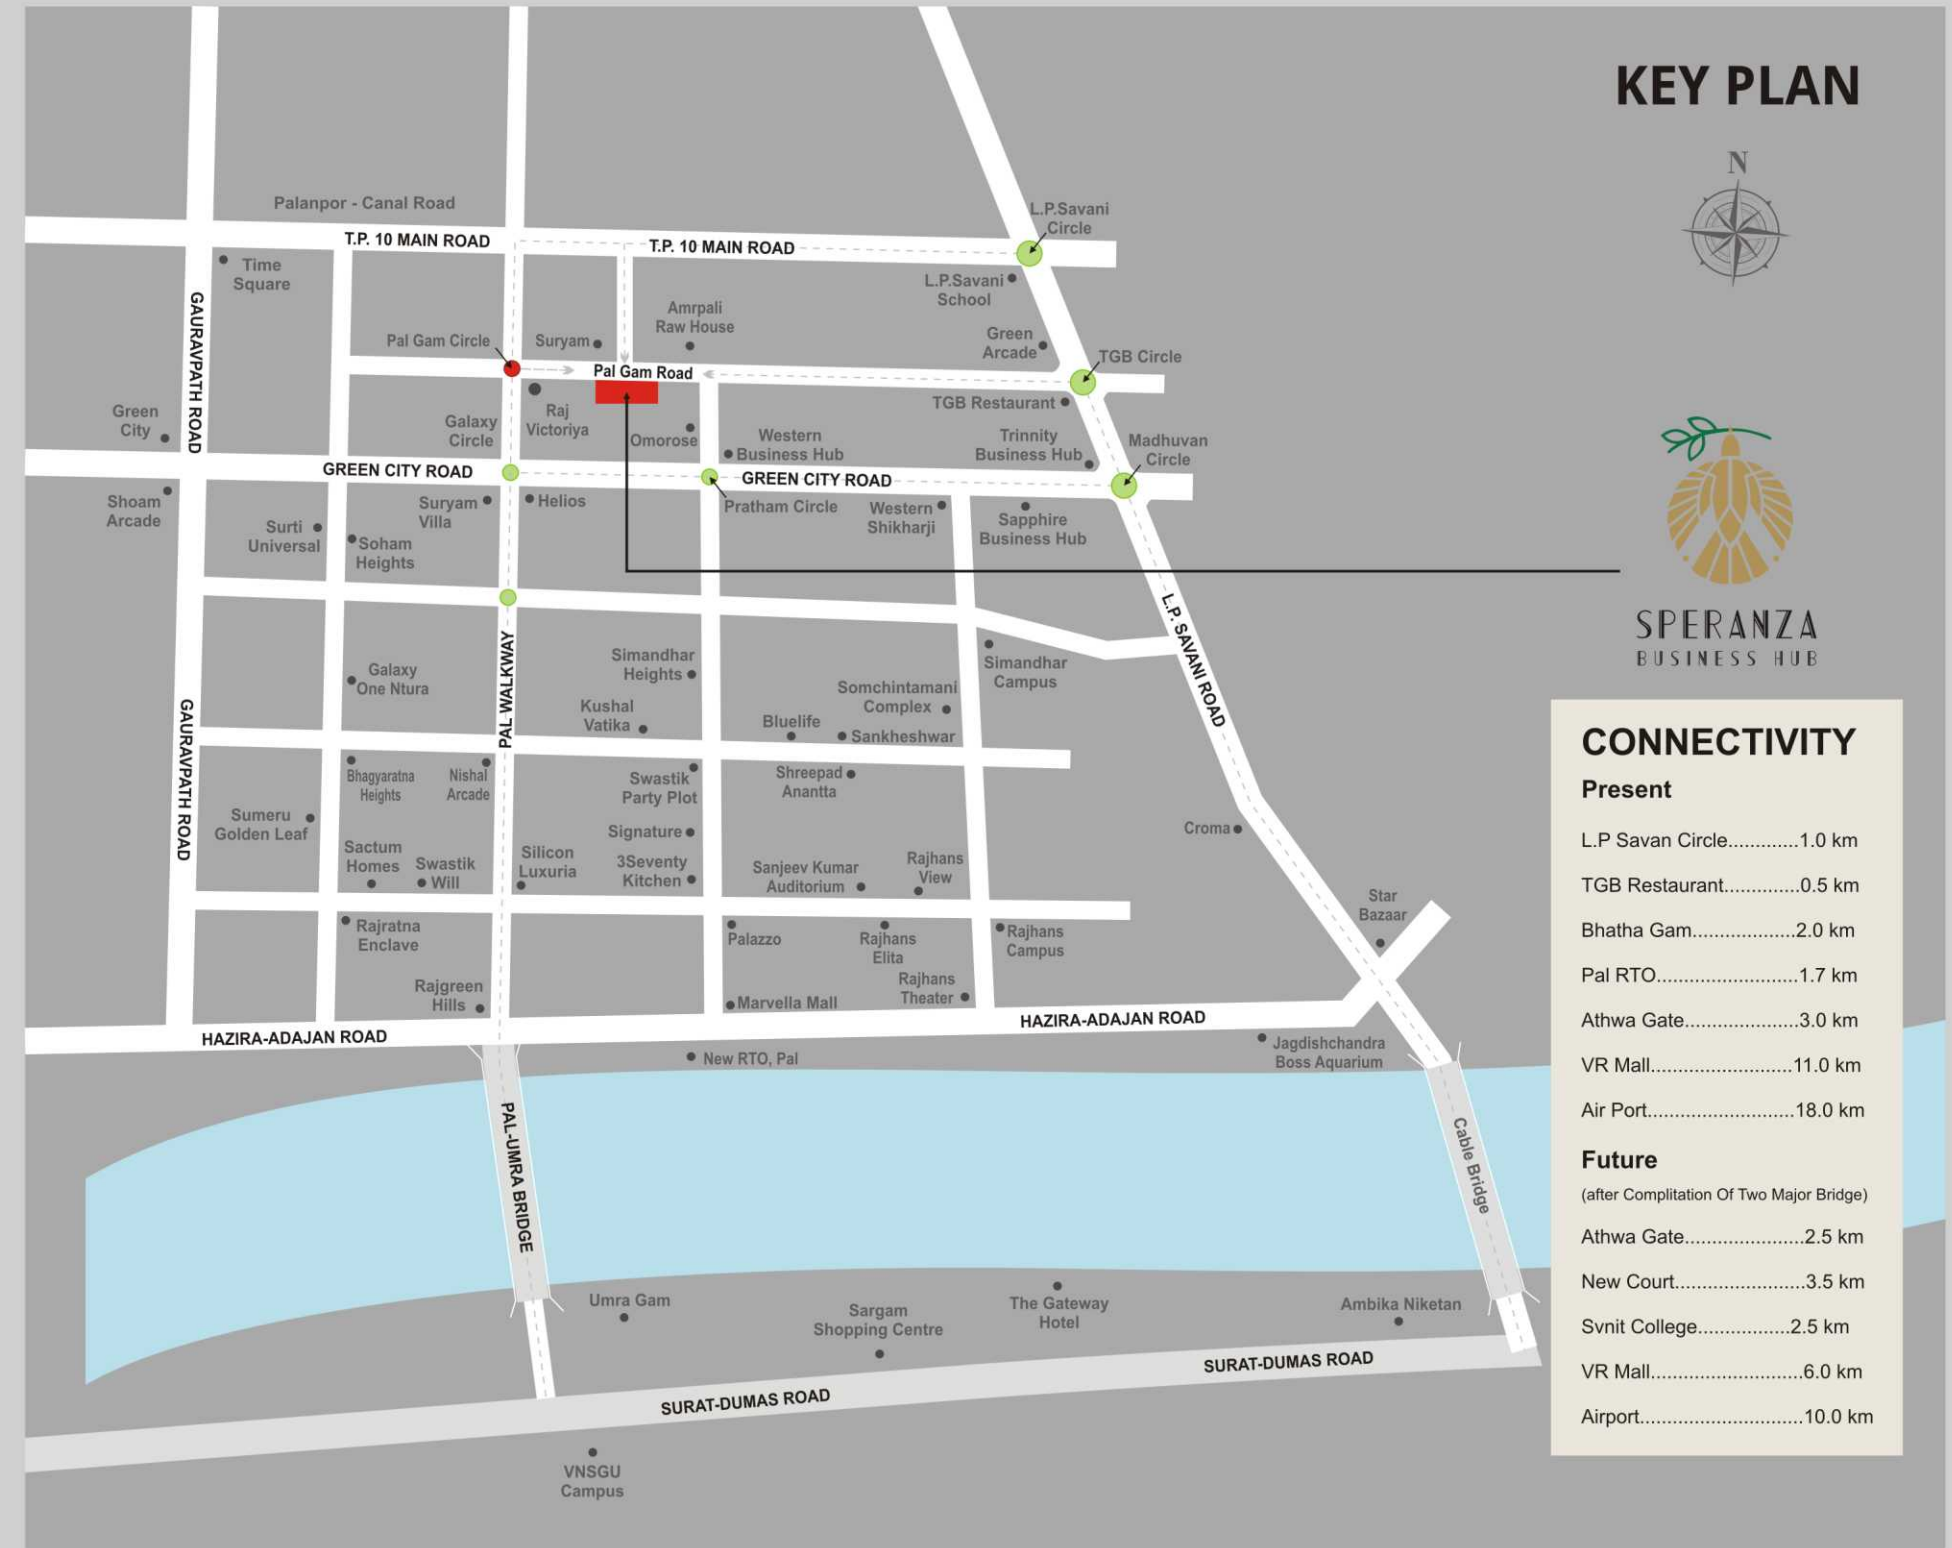 KEY PLAN
N
Palanpor - Canal Road
T.P. 10 MAIN ROAD
T.P. 10 MAIN ROAD
L.P.Savani
Circle
Time
Square
L.P.Savani
School
GAURAVPATH ROAD
Amrpali
Raw House
Pal Gam Circle
Suryam
Green
Arcade
TGB Circle
Pal Gam Road
Green
City
Galaxy
Circle
Raj
Victoriya
Omorose
Western
Business Hub
TGB Restaurant
Trinnity
Business Hub
Madhuvan
Circle
GREEN CITY ROAD
GREEN CITY ROAD
Shoam
Arcade
Surti
Universal
Soham
Heights
Suryam
Villa
Helios
Pratham Circle
Western
Shikharji
Sapphire
Business Hub
SPERANZA
BUSINESS HUB
L.P. SAVANI ROAD
PAL WALKWAY
GAURAVPATH ROAD
Galaxy
One Ntura
Simandhar
Heights
Kushal
Vatika
Bluelife
Somchintamani
Complex
Sankheshwar
Simandhar
Campus
Bhagyaratna
Heights
Nishal
Arcade
Swastik
Party Plot
Shreepad
Anantta
Sumeru
Golden Leaf
Signature
Croma
Sactum
Homes
Swastik
Will
Silicon
Luxuria
3Seventy
Kitchen
Sanjeev Kumar
Auditorium
Rajhans
View
Star
Bazaar
Rajratna
Enclave
Palazzo
Rajhans
Elita
Rajhans
Campus
Rajgreen
Hills
Marvella Mall
Rajhans
Theater
HAZIRA-ADAJAN ROAD
HAZIRA-ADAJAN ROAD
New RTO, Pal
Jagdishchandra
Boss Aquarium
PAL-UMRA BRIDGE
Cable Bridge
Umra Gam
Sargam
Shopping Centre
The Gateway
Hotel
Ambika Niketan
SURAT-DUMAS ROAD
SURAT-DUMAS ROAD
VNSGU
Campus
CONNECTIVITY
Present
L.P Savan Circle.............1.0 km
TGB Restaurant..............0.5 km
Bhatha Gam...................2.0 km
Pal RTO..........................1.7 km
Athwa Gate.....................3.0 km
VR Mall..........................11.0 km
Air Port...........................18.0 km
Future
(after Complitation Of Two Major Bridge)
Athwa Gate......................2.5 km
New Court........................3.5 km
Svnit College.................2.5 km
VR Mall............................6.0 km
Airport..............................10.0 km